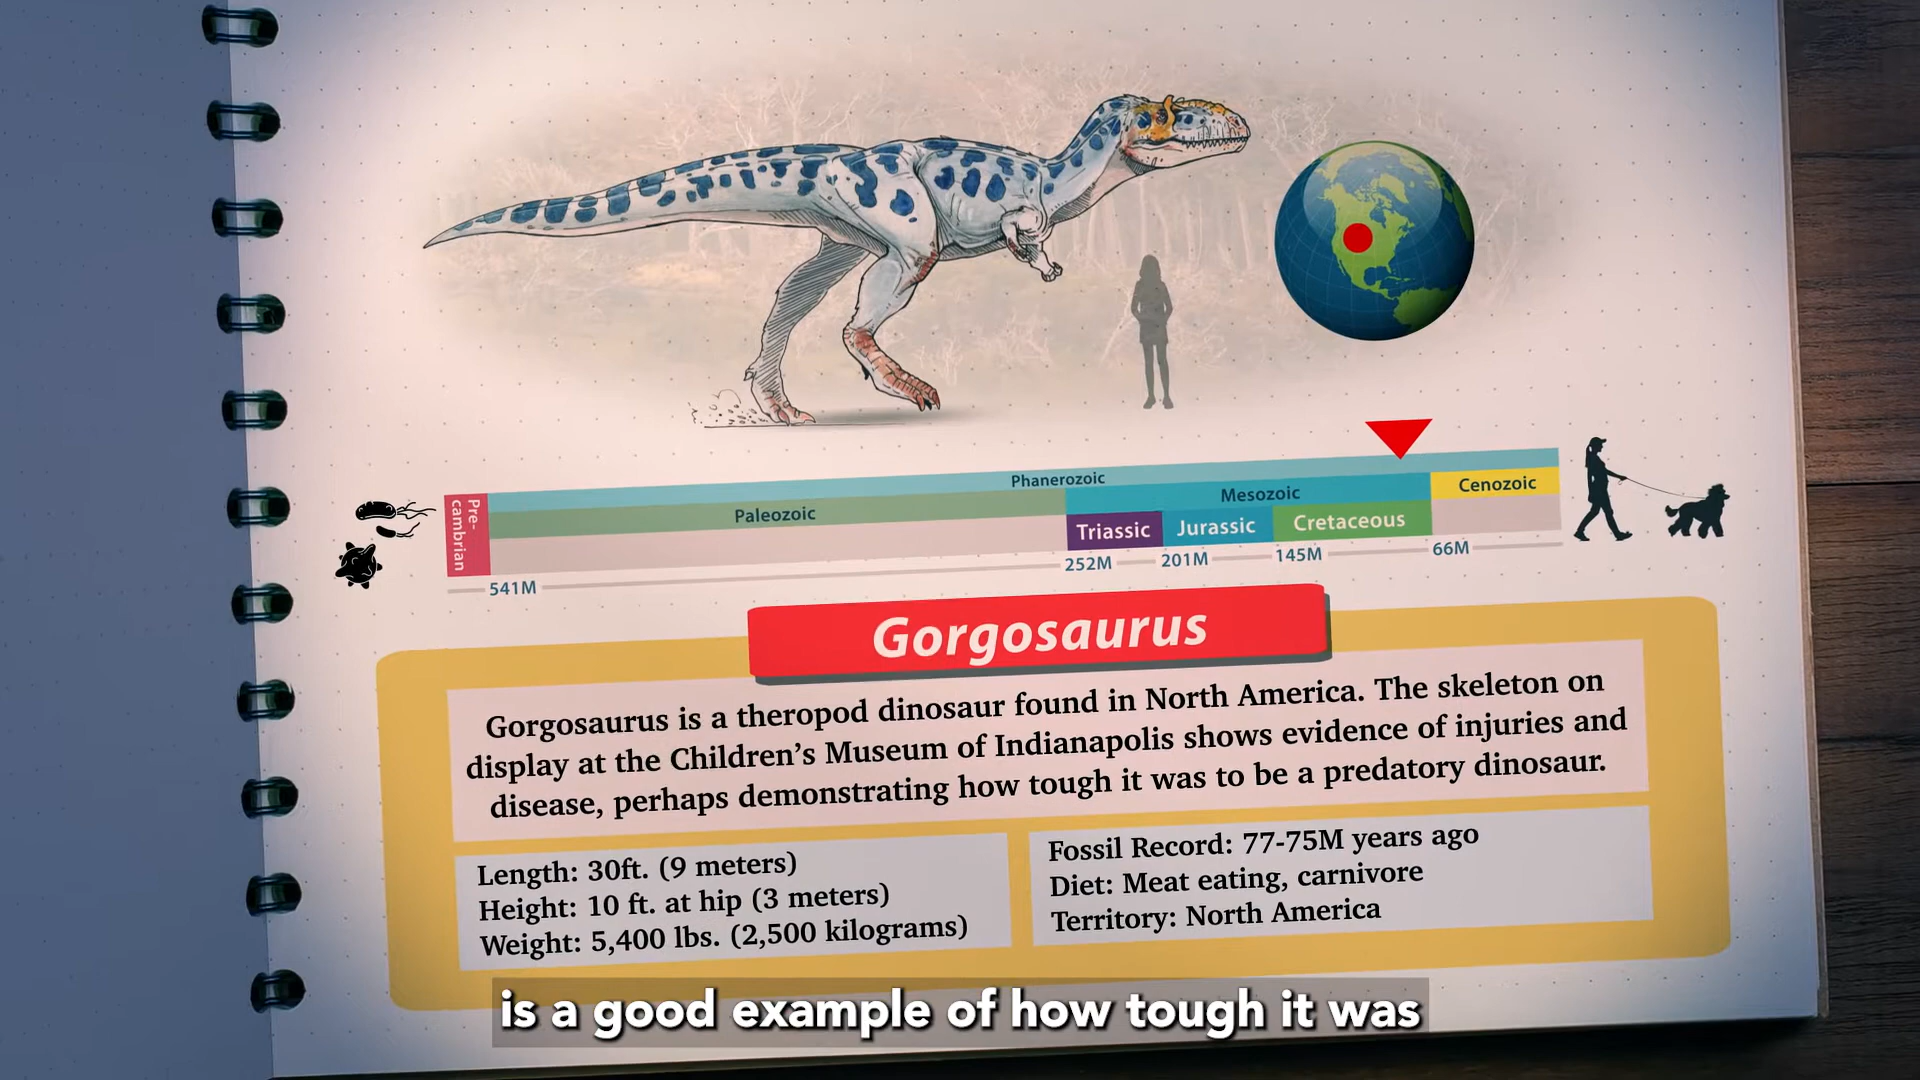 Phanerozoic
Pre-
cambrian
Paleozoic
Mesozoic
Cenozoic
Triassic
Jurassic
Cretaceous
541M
252M
201M
145M
66M
Gorgosaurus
Gorgosaurus is a theropod dinosaur found in North America. The skeleton on
display at the Children’s Museum of Indianapolis shows evidence of injuries and
disease, perhaps demonstrating how tough it was to be a predatory dinosaur.
Length: 30ft. (9 meters)
Height: 10 ft. at hip (3 meters)
Weight: 5,400 lbs. (2,500 kilograms)
Fossil Record: 77-75M years ago
Diet: Meat eating, carnivore
Territory: North America
is a good example of how tough it was